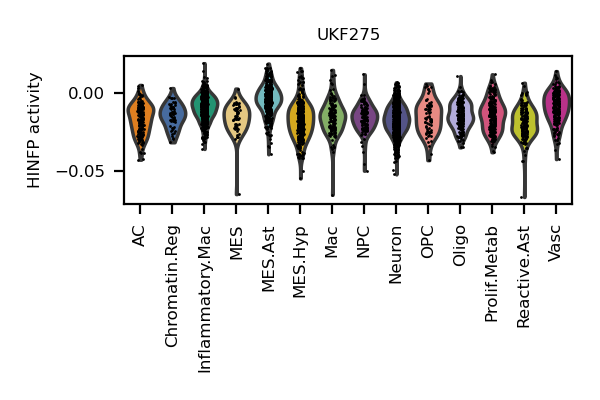 UKF275
HINFP activity
0.00
−0.05
AC
Chromatin.Reg
Inflammatory.Mac
MES
MES.Ast
MES.Hyp
Mac
NPC
Neuron
OPC
Oligo
Prolif.Metab
Reactive.Ast
Vasc